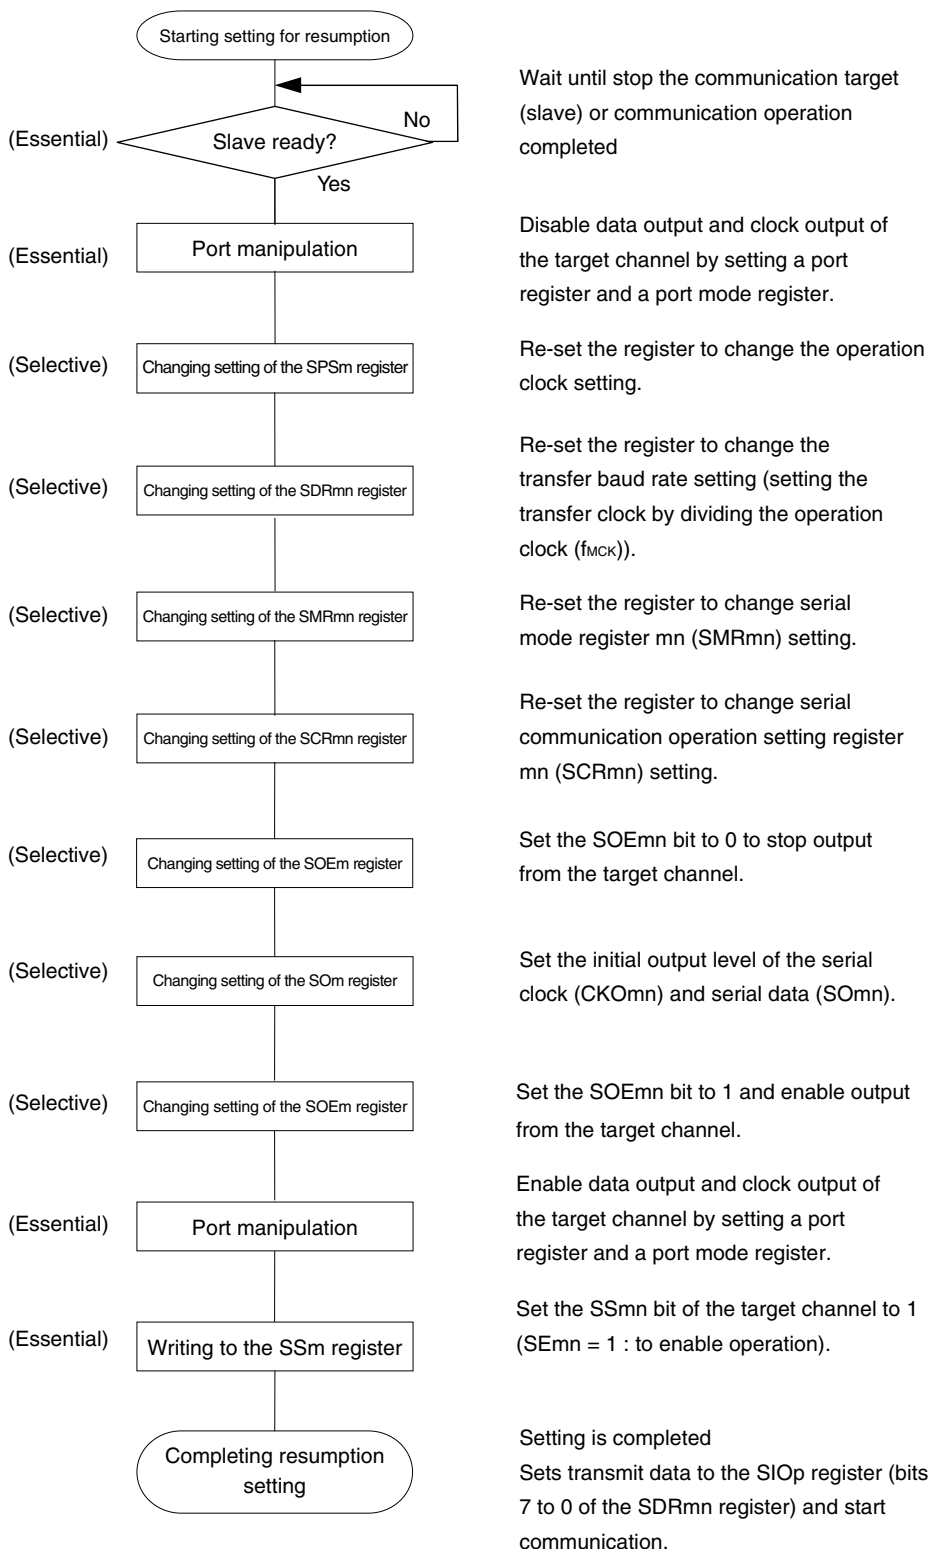 Starting setting for resumption
Wait until stop the communication target
(slave) or communication operation
completed
No
(Essential)
Slave ready?
Yes
Disable data output and clock output of
the target channel by setting a port
register and a port mode register.
(Essential)
Port manipulation
Re-set the register to change the operation
clock setting.
(Selective)
Changing setting of the SPSm register
Re-set the register to change the
transfer baud rate setting (setting the
transfer clock by dividing the operation
clock (fMCK)).
(Selective)
Changing setting of the SDRmn register
Re-set the register to change serial
mode register mn (SMRmn) setting.
(Selective)
Changing setting of the SMRmn register
Re-set the register to change serial
communication operation setting register
mn (SCRmn) setting.
(Selective)
Changing setting of the SCRmn register
Set the SOEmn bit to 0 to stop output
from the target channel.
(Selective)
Changing setting of the SOEm register
Set the initial output level of the serial
clock (CKOmn) and serial data (SOmn).
(Selective)
Changing setting of the SOm register
Set the SOEmn bit to 1 and enable output
from the target channel.
(Selective)
Changing setting of the SOEm register
Enable data output and clock output of
the target channel by setting a port
register and a port mode register.
(Essential)
Port manipulation
Set the SSmn bit of the target channel to 1
(SEmn = 1 : to enable operation).
(Essential)
Writing to the SSm register
Completing resumption
setting
Setting is completed
Sets transmit data to the SIOp register (bits
7 to 0 of the SDRmn register) and start
communication.